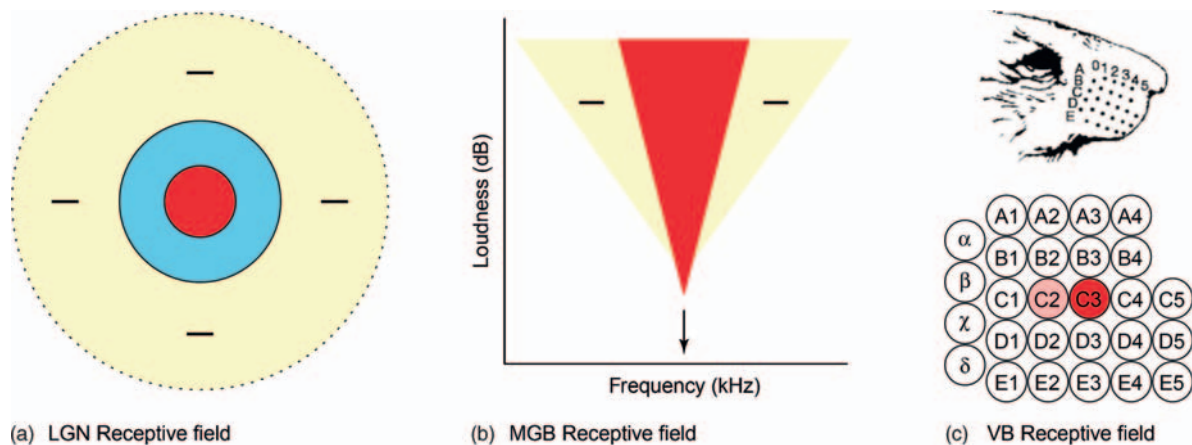 Loudness (dB)
Frequency (kHz)
A 0 1 2 3 4 5
B
C
D
E
A1 A2 A3 A4
α
B1 B2 B3 B4
β
C1 C2 C3 C4 C5
χ
D1 D2 D3 D4 D5
δ
E1 E2 E3 E4 E5
(a) LGN Receptive field
(b) MGB Receptive field
(c) VB Receptive field